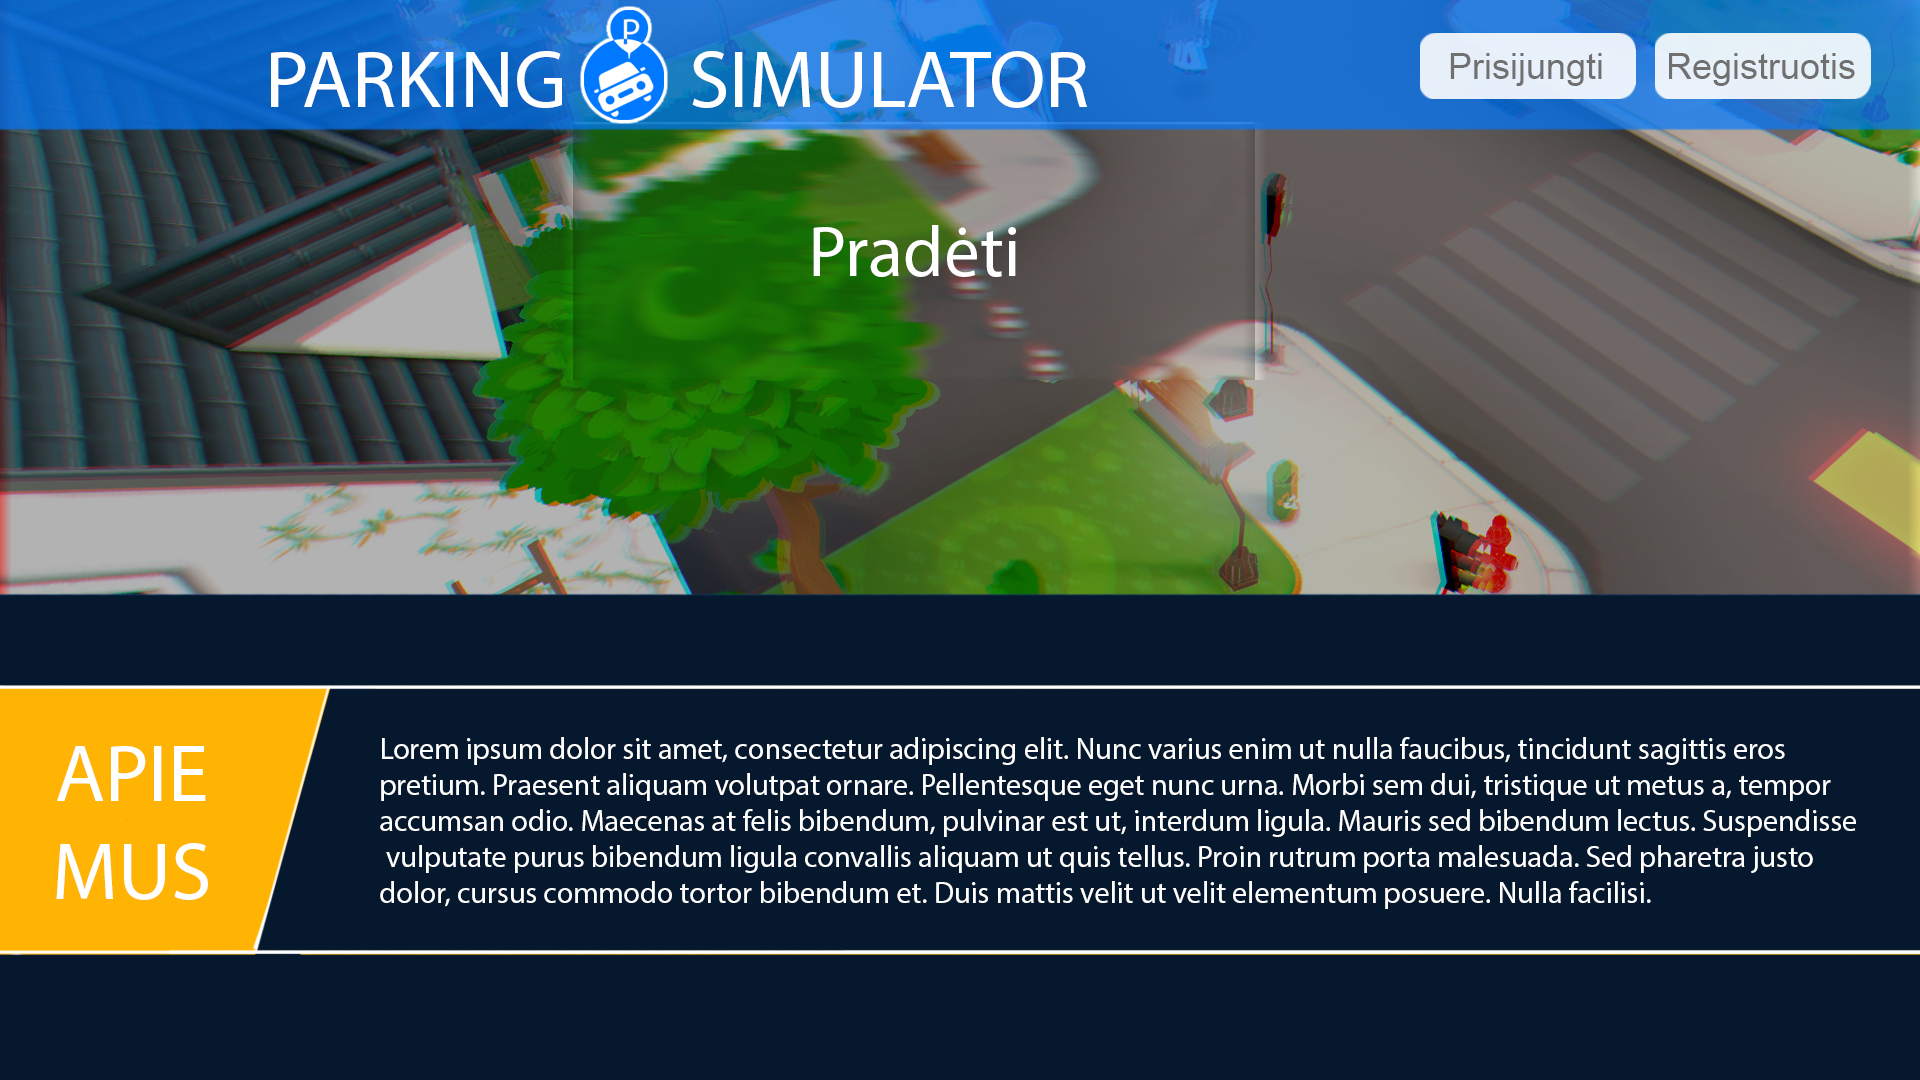 PARKING P SIMULATOR
Prisijungti
Registruotis
Pradėti
APIE
MUS
Lorem ipsum dolor sit amet, consectetur adipiscing elit. Nunc varius enim ut nulla faucibus, tincidunt sagittis eros
pretium. Praesent aliquam volutpat ornare. Pellentesque eget nunc urna. Morbi sem dui, tristique ut metus a, tempor
accumsan odio. Maecenas at felis bibendum, pulvinar est ut, interdum ligula. Mauris sed bibendum lectus. Suspendisse
vulputate purus bibendum ligula convallis aliquam ut quis tellus. Proin rutrum porta malesuada. Sed pharetra justo
dolor, cursus commodo tortor bibendum et. Duis mattis velit ut velit elementum posuere. Nulla facilisi.